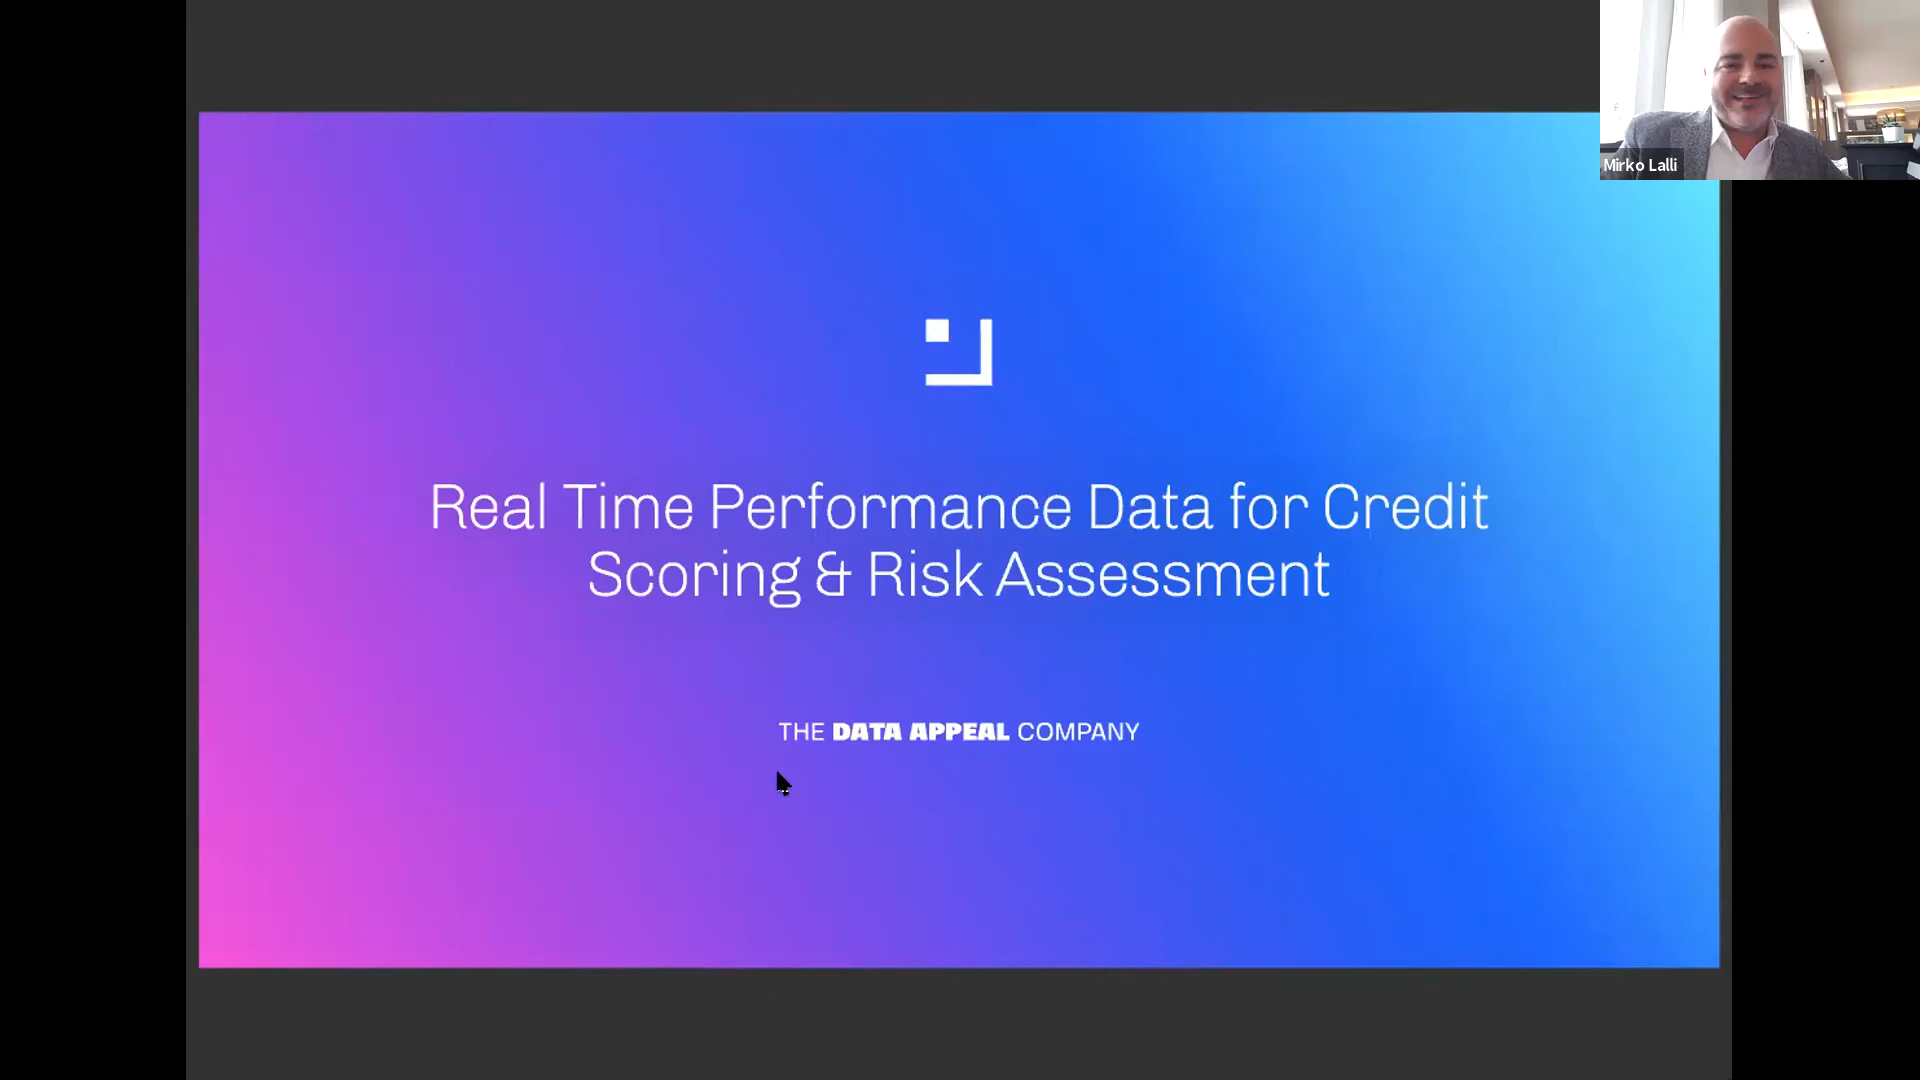 Mirko Lalli
Real Time Performance Data for Credit
Scoring & Risk Assessment
THE DATA APPEAL COMPANY